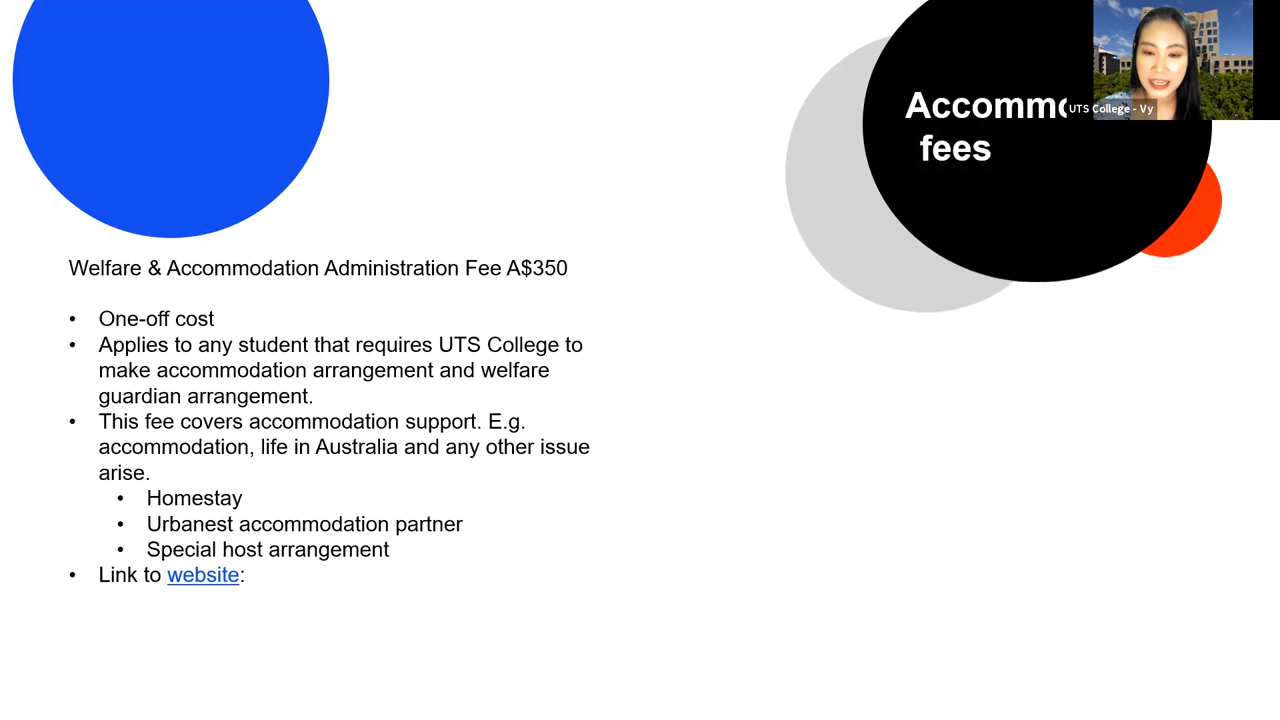 Accommo
fees
UTS College - Vy
Welfare & Accommodation Administration Fee A$350
• One-off cost
• Applies to any student that requires UTS College to
make accommodation arrangement and welfare
guardian arrangement.
• This fee covers accommodation support. E.g.
accommodation, life in Australia and any other issue
arise.
• Homestay
• Urbanest accommodation partner
• Special host arrangement
• Link to website: